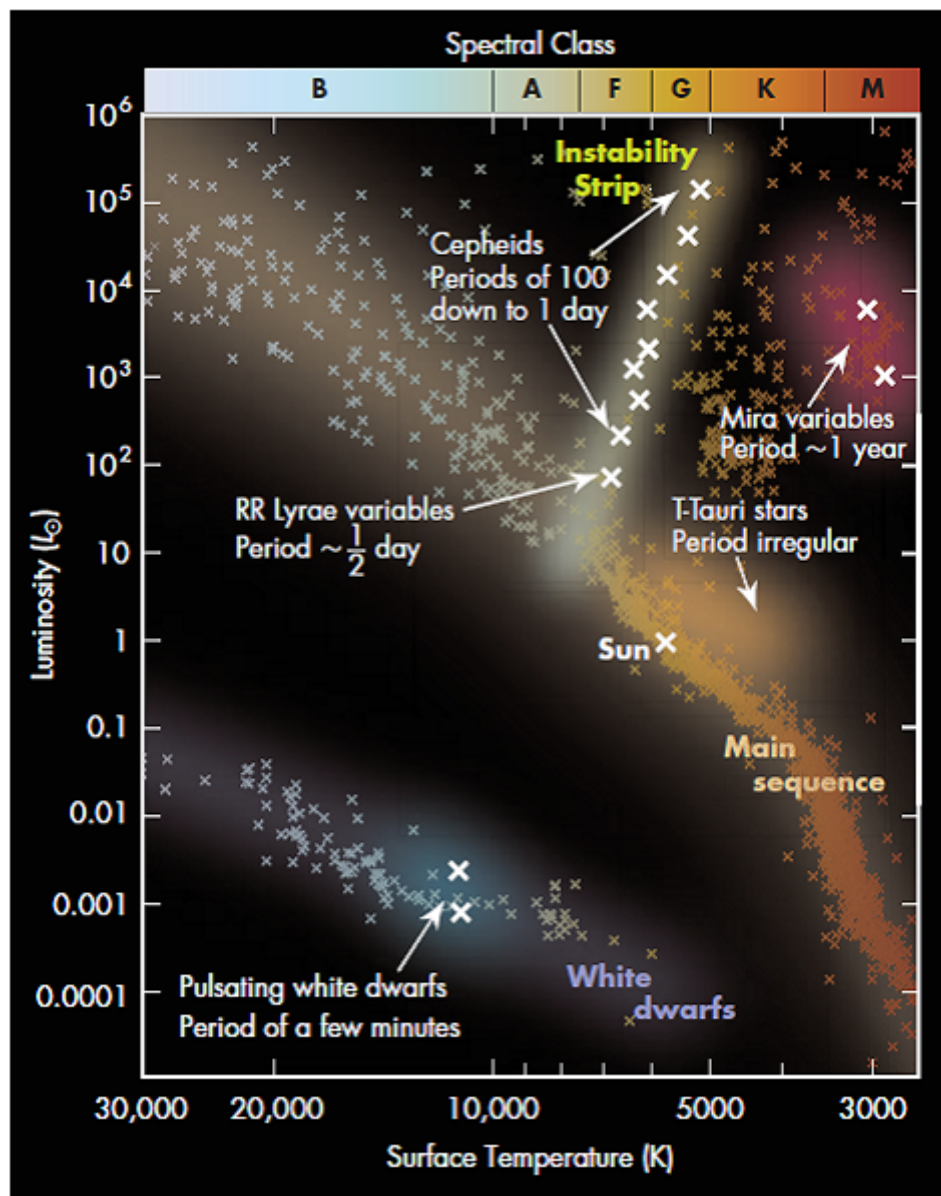 Spectral Class
B A F G K M
10⁶
Instability
Strip
10⁵
Cepheids
Periods of 100
down to 1 day
10⁴
10³
Mira variables
Period ~1 year
10²
RR Lyrae variables
Period ~ 1/2 day
T-Tauri stars
Period irregular
10
Luminosity (L☉)
1
Sun
0.1
Main
sequence
0.01
0.001
Pulsating white dwarfs
Period of a few minutes
White
dwarfs
0.0001
30,000 20,000 10,000 5000 3000
Surface Temperature (K)